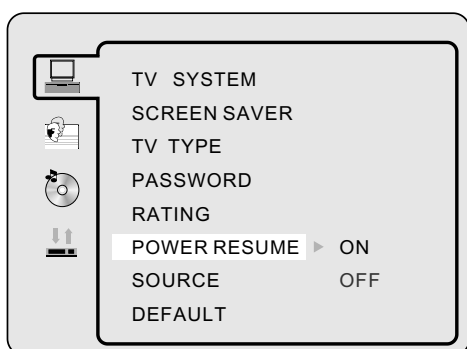 TV SYSTEM
SCREEN SAVER
TV TYPE
PASSWORD
RATING
POWER RESUME ON
SOURCE OFF
DEFAULT